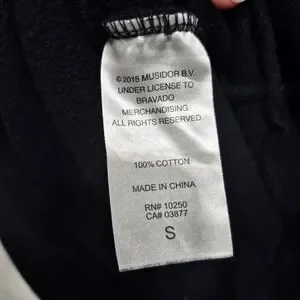 ©2015 MUSIDOR B.V.
UNDER LICENSE TO
BRAVADO
MERCHANDISING.
ALL RIGHTS RESERVED.
100% COTTON
MADE IN CHINA
RN# 10250
CA# 03877
S